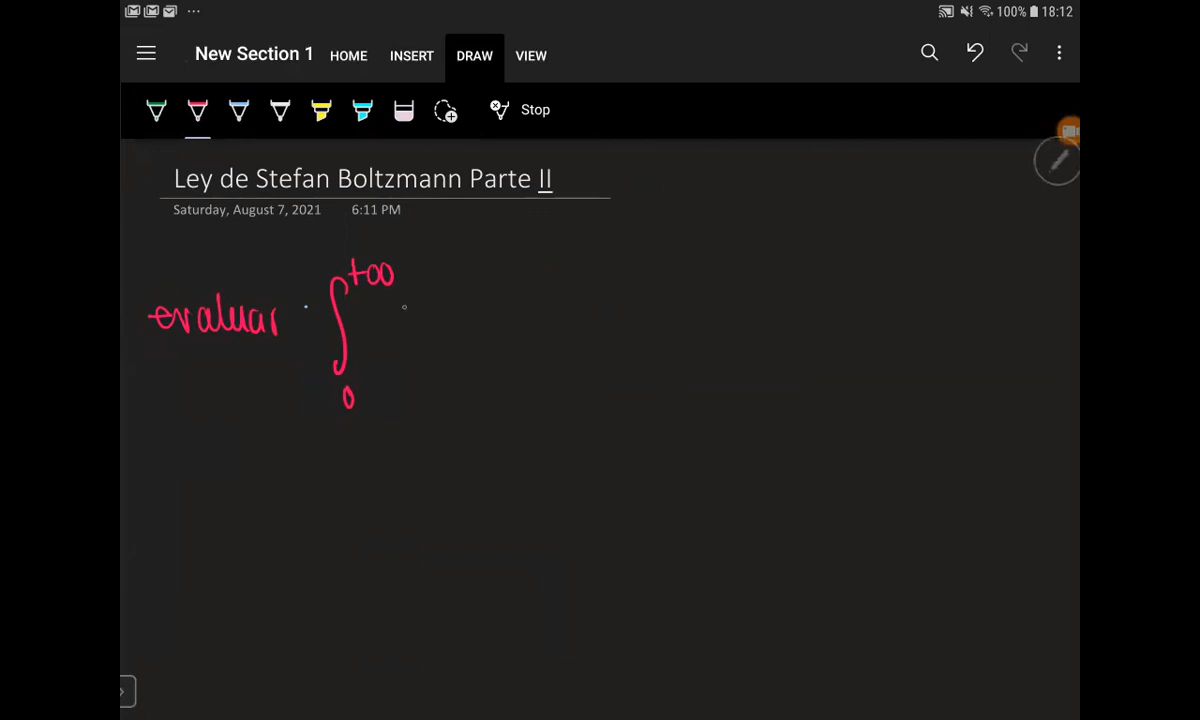 ··· 100% 18:12
New Section 1 HOME INSERT DRAW VIEW
Stop
Ley de Stefan Boltzmann Parte II
Saturday, August 7, 2021 6:11 PM
+∞
evaluar ∫
0